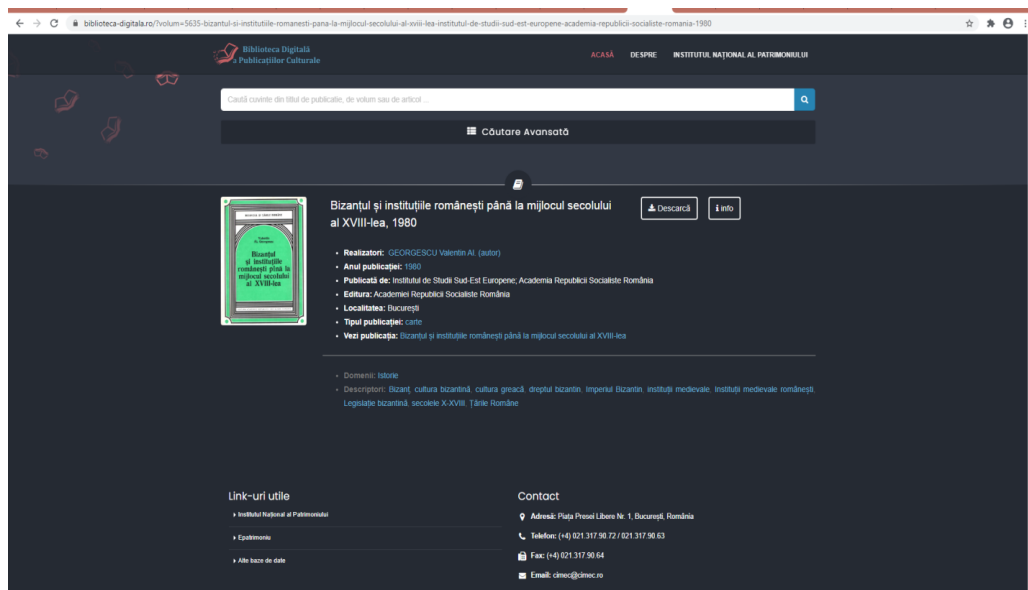 biblioteca-digitala.ro/?volum=5635-bizantul-si-institutiile-romanesti-pana-la-mijlocul-secolului-al-xviii-lea-institutul-de-studii-sud-est-europene-academia-republicii-socialiste-romania-1980
Biblioteca Digitală
a Publicațiilor Culturale
ACASĂ DESPRE INSTITUTUL NAȚIONAL AL PATRIMONIULUI
Caută cuvinte din titlul de publicație, de volum sau de articol ...
Căutare Avansată
Bizanțul și instituțiile românești până la mijlocul secolului
al XVIII-lea, 1980
Descarcă
info
Bizanțul
și instituțiile
românești pînă la
mijlocul secolului
al XVIII-lea
Realizatori: GEORGESCU Valentin Al. (autor)
Anul publicației: 1980
Publicată de: Institutul de Studii Sud-Est Europene; Academia Republicii Socialiste România
Editura: Academiei Republicii Socialiste România
Localitatea: București
Tipul publicației: carte
Vezi publicația: Bizanțul și instituțiile românești până la mijlocul secolului al XVIII-lea
Domenii: Istorie
Descriptori: Bizanț, cultura bizantină, cultura greacă, dreptul bizantin, Imperiul Bizantin, instituții medievale, Instituții medievale românești,
Legislație bizantină, secolele X-XVIII, Țările Române
Link-uri utile
Institutul Național al Patrimoniului
Epatrimoniu
Alte baze de date
Contact
Adresă: Piața Presei Libere Nr. 1, București, România
Telefon: (+4) 021.317.90.72 / 021.317.90.63
Fax: (+4) 021.317.90.64
Email: cimec@cimec.ro